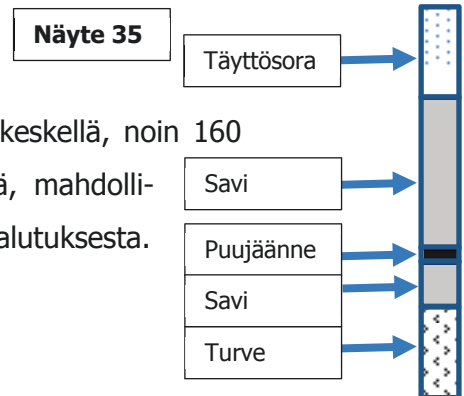 Näyte 35
Täyttösora
keskellä, noin 160
Savi
ä, mahdolli-
alutuksesta.
Puujäänne
Savi
Turve